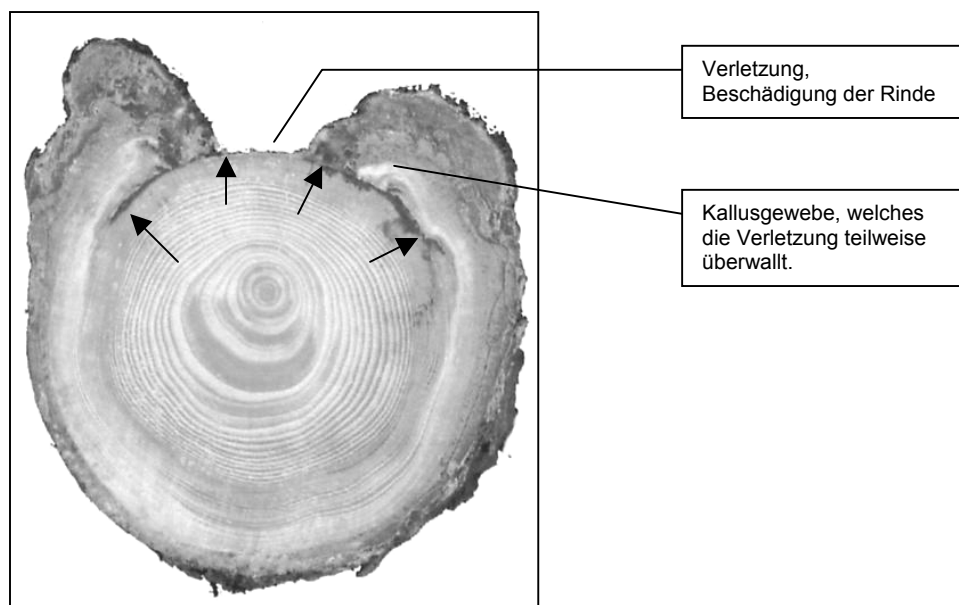 Verletzung,
Beschädigung der Rinde
Kallusgewebe, welches
die Verletzung teilweise
überwallt.